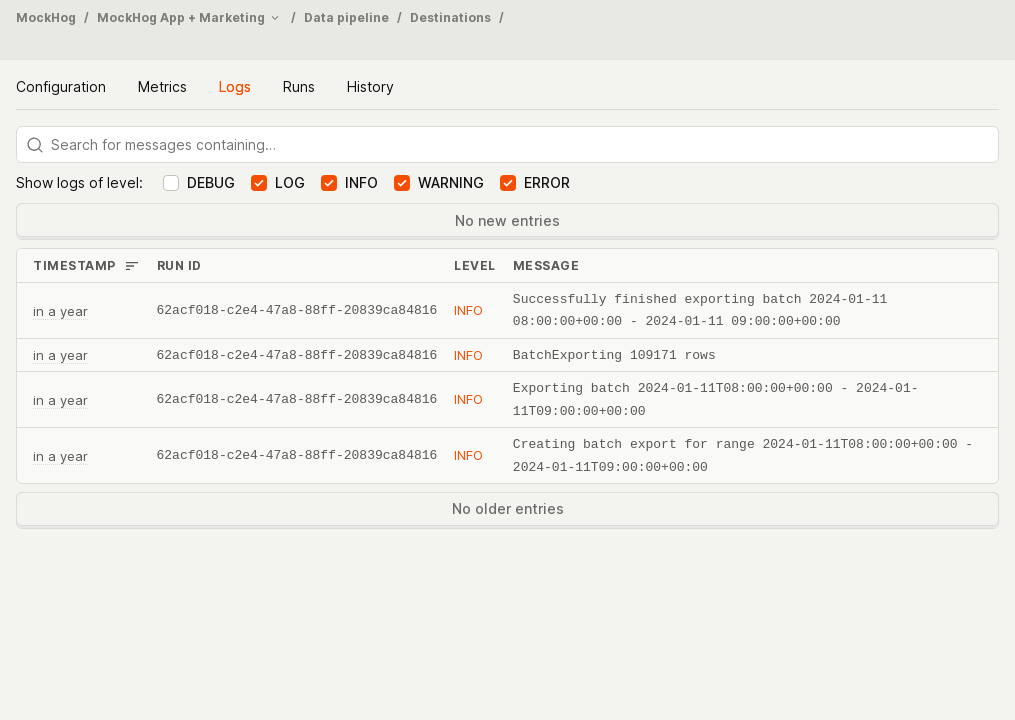 MockHog / MockHog App + Marketing / Data pipeline / Destinations /
Configuration Metrics Logs Runs History
Search for messages containing…
Show logs of level: DEBUG LOG INFO WARNING ERROR
No new entries
TIMESTAMP RUN ID LEVEL MESSAGE
in a year 62acf018-c2e4-47a8-88ff-20839ca84816 INFO Successfully finished exporting batch 2024-01-11
08:00:00+00:00 - 2024-01-11 09:00:00+00:00
in a year 62acf018-c2e4-47a8-88ff-20839ca84816 INFO BatchExporting 109171 rows
in a year 62acf018-c2e4-47a8-88ff-20839ca84816 INFO Exporting batch 2024-01-11T08:00:00+00:00 - 2024-01-
11T09:00:00+00:00
in a year 62acf018-c2e4-47a8-88ff-20839ca84816 INFO Creating batch export for range 2024-01-11T08:00:00+00:00 -
2024-01-11T09:00:00+00:00
No older entries